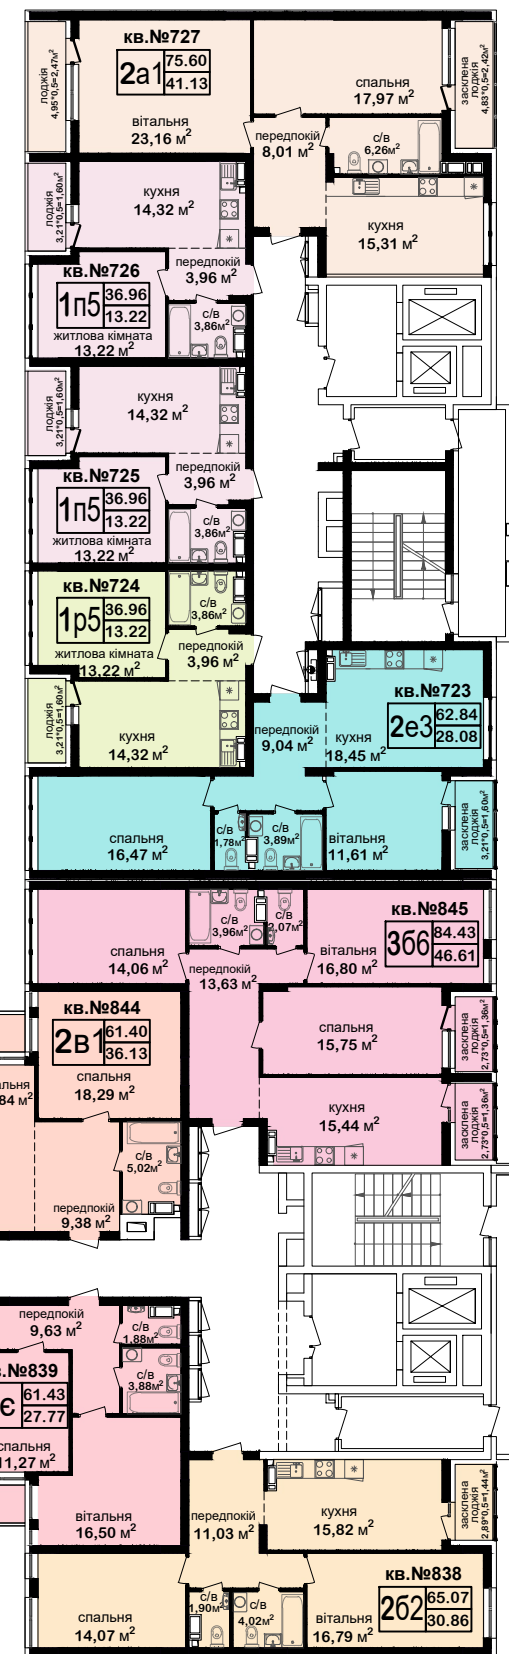 кв.№727
2а1 75.60
41.13
лоджія
4,95*0,5=2,47м²
вітальня
23,16 м²
спальня
17,97 м²
засклена
лоджія
4,83*0,5=2,42м²
передпокій
8,01 м²
с/в
6,26м²
кухня
15,31 м²
лоджія
3,21*0,5=1,60м²
кухня
14,32 м²
передпокій
3,96 м²
кв.№726
1п5 36.96
13.22
житлова кімната
13,22 м²
с/в
3,86м²
лоджія
3,21*0,5=1,60м²
кухня
14,32 м²
передпокій
3,96 м²
кв.№725
1п5 36.96
13.22
житлова кімната
13,22 м²
с/в
3,86м²
кв.№724
1р5 36.96
13.22
житлова кімната
13,22 м²
с/в
3,86м²
передпокій
3,96 м²
лоджія
3,21*0,5=1,60м²
кухня
14,32 м²
кв.№723
2е3 62.84
28.08
передпокій
9,04 м²
кухня
18,45 м²
спальня
16,47 м²
с/в
1,78м²
с/в
3,89м²
вітальня
11,61 м²
засклена
лоджія
3,21*0,5=1,60м²
кв.№845
3б6 84.43
46.61
спальня
14,06 м²
с/в
3,96м²
с/в
2,07м²
вітальня
16,80 м²
передпокій
13,63 м²
спальня
15,75 м²
засклена
лоджія
2,73*0,5=1,36м²
кухня
15,44 м²
засклена
лоджія
2,73*0,5=1,36м²
кв.№844
2в1 61.40
36.13
спальня
18,29 м²
альня
84 м²
с/в
5,02м²
передпокій
9,38 м²
передпокій
9,63 м²
с/в
1,88м²
с/в
3,88м²
в.№839
Є 61.43
27.77
спальня
11,27 м²
вітальня
16,50 м²
передпокій
11,03 м²
кухня
15,82 м²
засклена
лоджія
2,89*0,5=1,44м²
кв.№838
2б2 65.07
30.86
спальня
14,07 м²
с/в
1,90м²
с/в
4,02м²
вітальня
16,79 м²